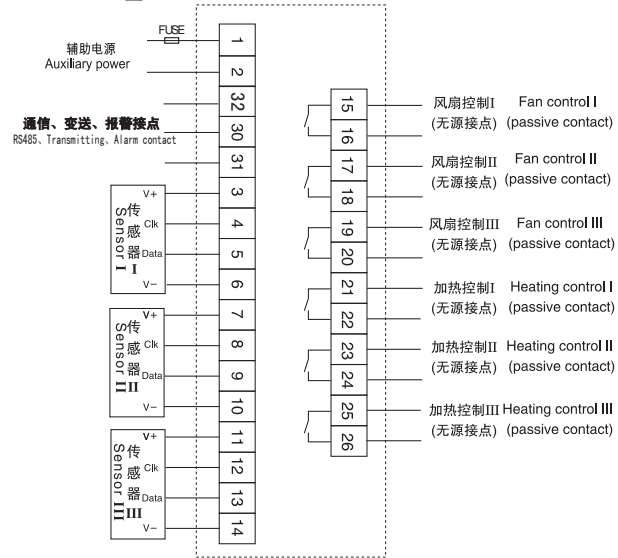 FUSE
辅助电源
Auxiliary power
通信、变送、报警接点
RS485、Transmitting、Alarm contact
1
2
32
30
31
3
4
5
6
7
8
9
10
11
12
13
14
传感器 I
Sensor I
V+
Clk
Data
V-
传感器 II
Sensor II
V+
Clk
Data
V-
传感器 III
Sensor III
V+
Clk
Data
V-
15
16
17
18
19
20
21
22
23
24
25
26
风扇控制I Fan control I
(无源接点) (passive contact)
风扇控制II Fan control II
(无源接点) (passive contact)
风扇控制III Fan control III
(无源接点) (passive contact)
加热控制I Heating control I
(无源接点) (passive contact)
加热控制II Heating control II
(无源接点) (passive contact)
加热控制III Heating control III
(无源接点) (passive contact)